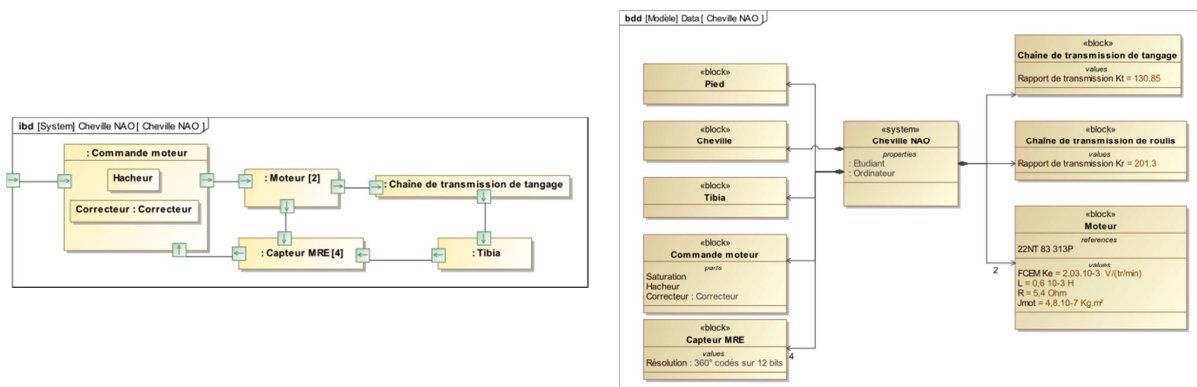 ibd [System] Cheville NAO[ Cheville NAO ]
: Commande moteur
Hacheur
Correcteur : Correcteur
: Moteur [2]
: Chaîne de transmission de tangage
: Capteur MRE[4]
: Tibia
bdd [Modèle] Data [ Cheville NAO ]
«block»
Pied
«block»
Cheville
«block»
Tibia
«block»
Commande moteur
parts
Saturation
Hacheur
Correcteur : Correcteur
«block»
Capteur MRE
values
Résolution : 360° codés sur 12 bits
4
«system»
Cheville NAO
properties
: Etudiant
: Ordinateur
«block»
Chaîne de transmission de tangage
values
Rapport de transmission Kt = 130.85
«block»
Chaîne de transmission de roulis
values
Rapport de transmission Kr = 201.3
«block»
Moteur
references
22NT 83 313P
values
FCEM Ke = 2.03.10-3 V/(tr/min)
L = 0,6 10-3 H
R = 5,4 Ohm
Jmot = 4,8.10-7 Kg.m²
2